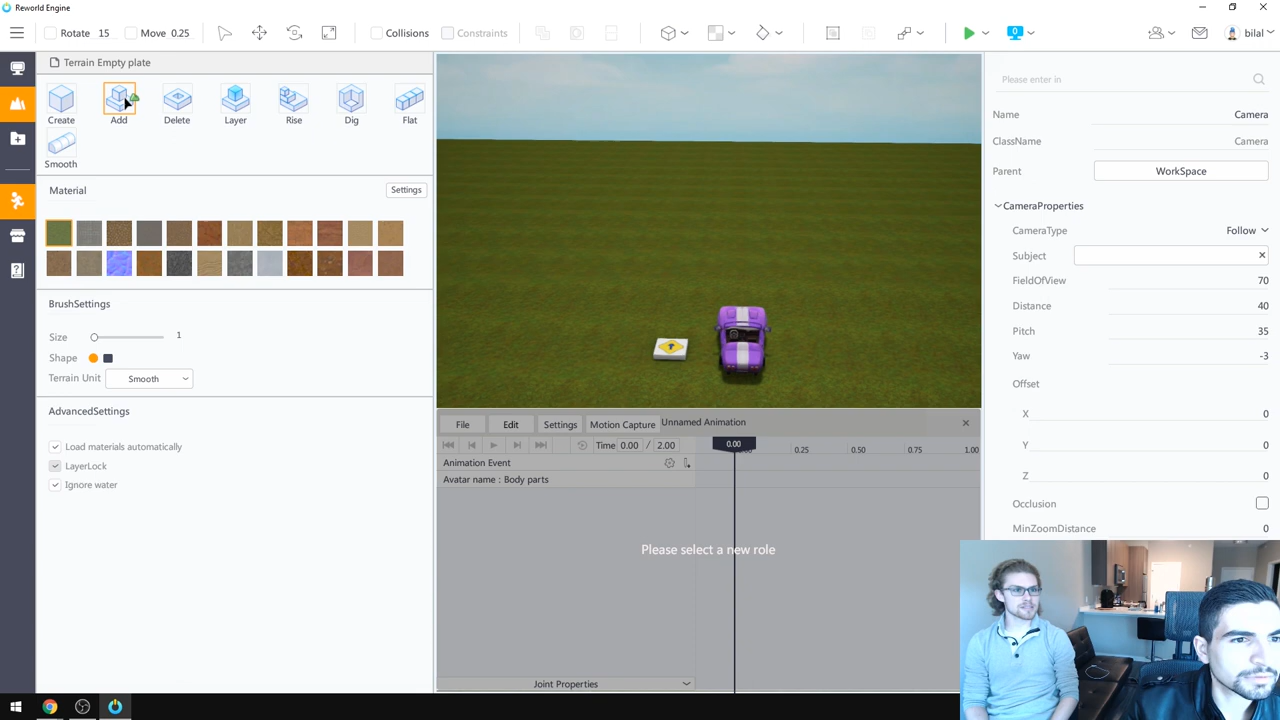 Reworld Engine
Rotate 15 Move 0.25 Collisions Constraints bilal
Terrain Empty plate
Create Add Delete Layer Rise Dig Flat
Smooth
Material Settings
BrushSettings
Size 1
Shape
Terrain Unit Smooth
AdvancedSettings
Load materials automatically
LayerLock
Ignore water
File Edit Settings Motion Capture Unnamed Animation
Time 0.00 / 2.00 0.00 0.25 0.50 0.75 1.00
Animation Event
Avatar name : Body parts
Please select a new role
Joint Properties
Please enter in
Name Camera
ClassName Camera
Parent WorkSpace
CameraProperties
CameraType Follow
Subject
FieldOfView 70
Distance 40
Pitch 35
Yaw -3
Offset
X 0
Y 0
Z 0
Occlusion
MinZoomDistance 0